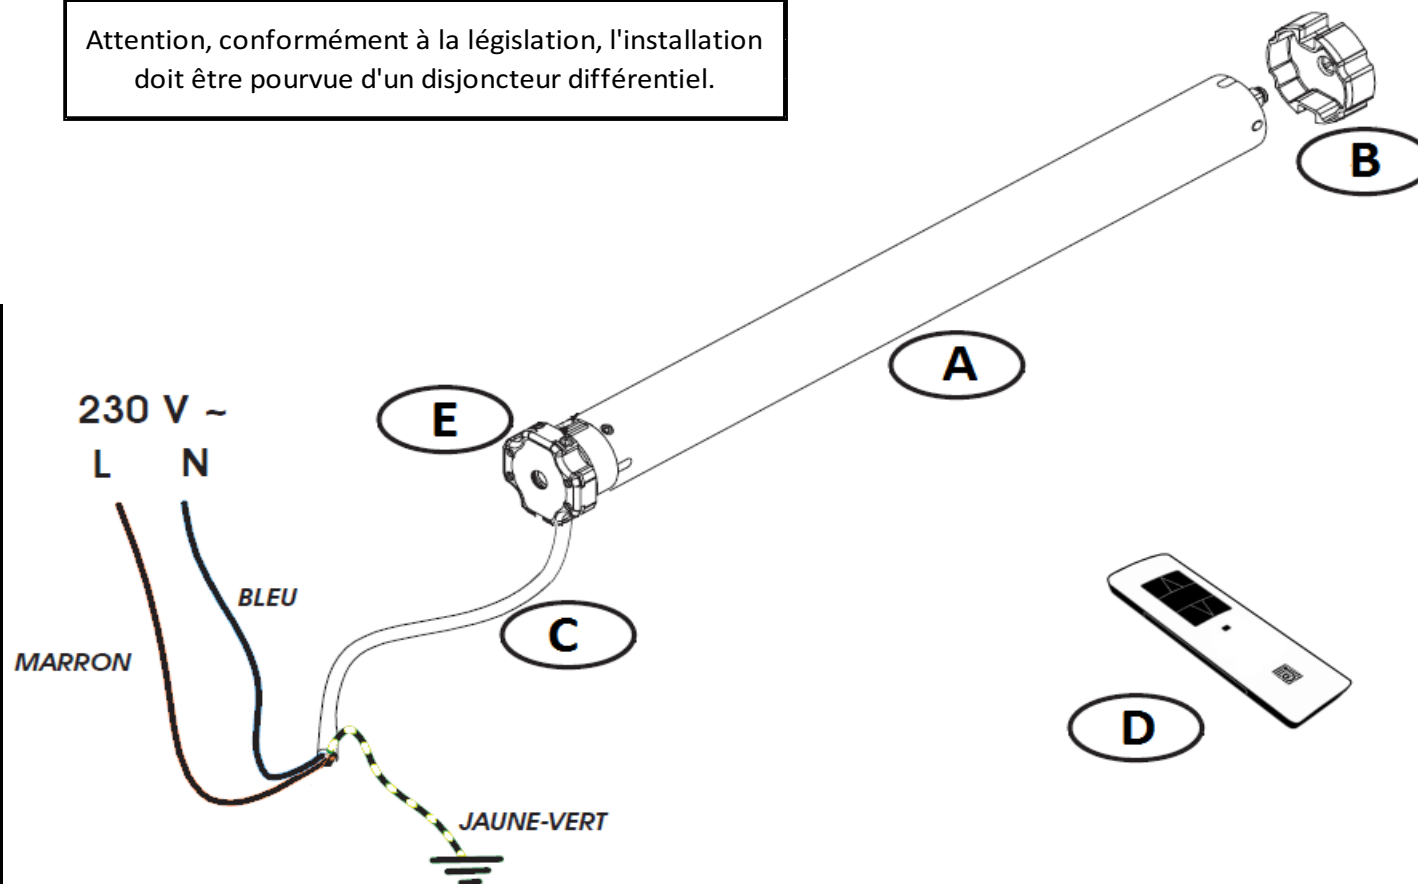 Attention, conformément à la législation, l'installation
doit être pourvue d'un disjoncteur différentiel.
B
A
E
230 V ~
L N
BLEU
C
MARRON
D
JAUNE-VERT